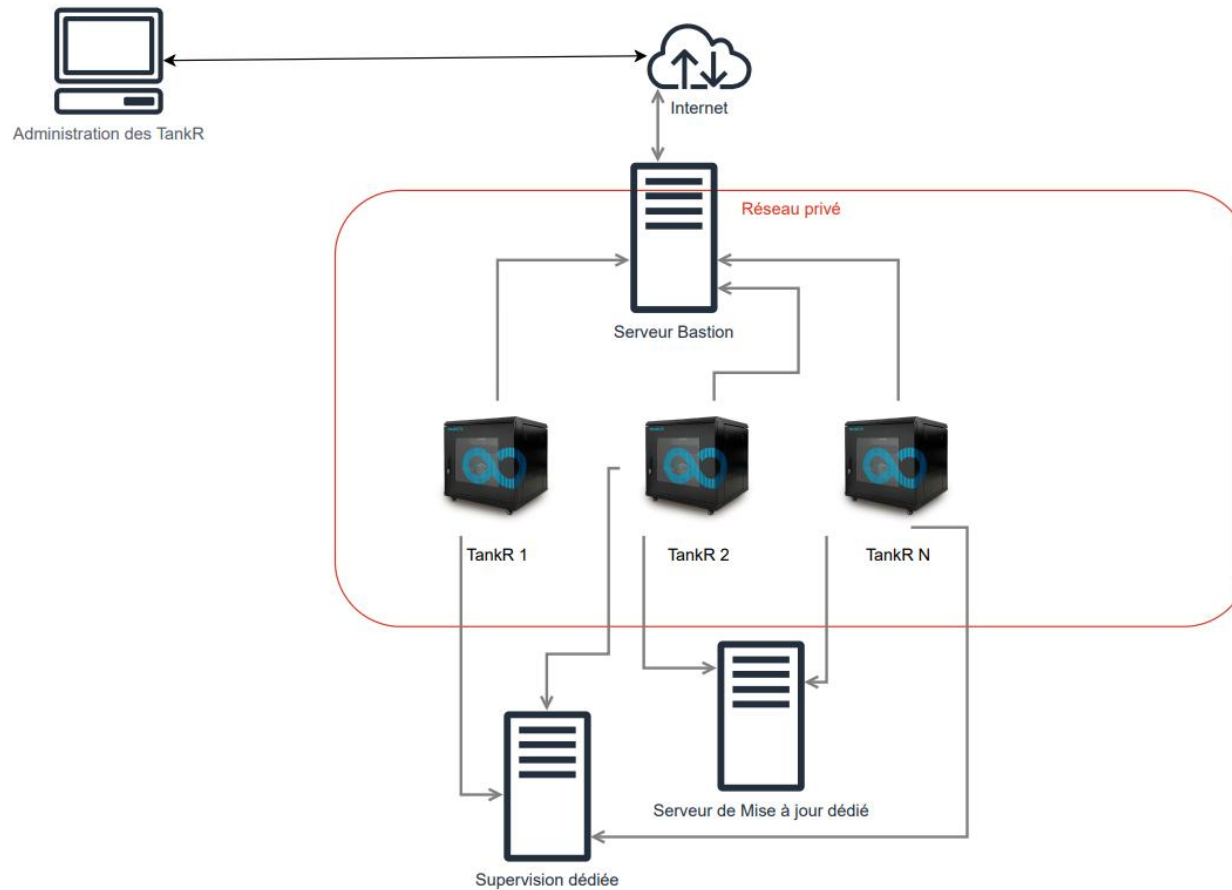 Administration des TankR
Internet
Réseau privé
Serveur Bastion
TankR 1
TankR 2
TankR N
Serveur de Mise à jour dédié
Supervision dédiée